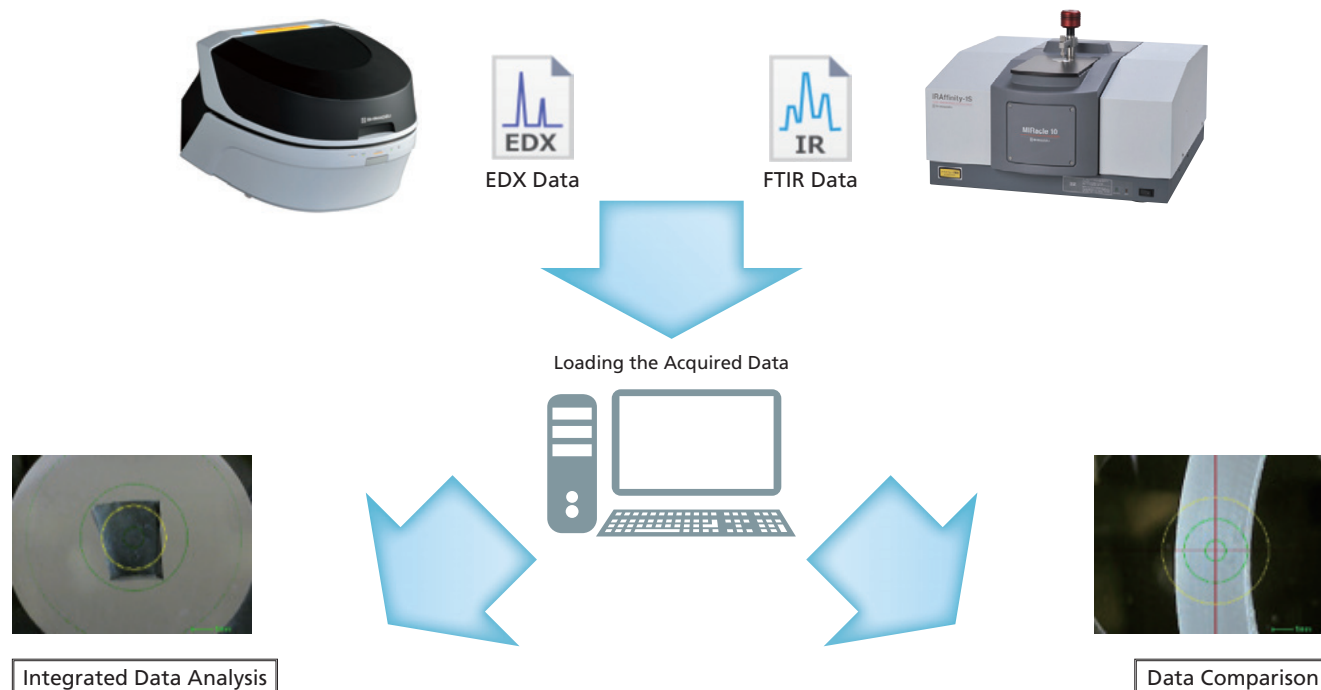 SHIMADZU
EDX
EDX Data
IR
FTIR Data
IRAffinity-1S
MIRacle 10
Loading the Acquired Data
Integrated Data Analysis
Data Comparison